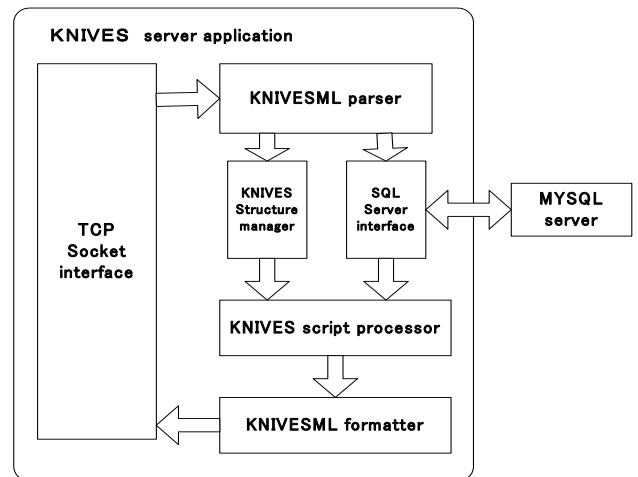 KNIVES server application
KNIVESML parser
TCP
Socket
interface
KNIVES
Structure
manager
SQL
Server
interface
MYSQL
server
KNIVES script processor
KNIVESML formatter